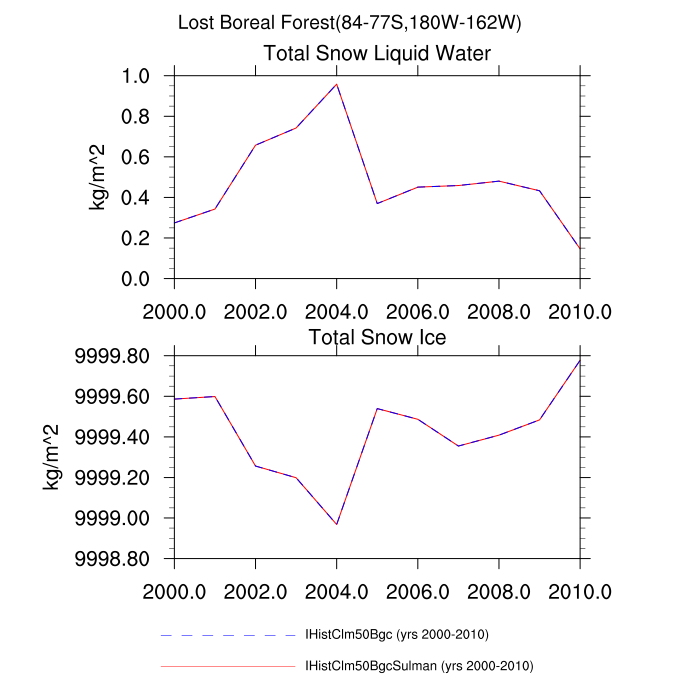 Lost Boreal Forest(84-77S,180W-162W)
Total Snow Liquid Water
1.0
0.8
0.6
0.4
0.2
0.0
kg/m^2
2000.0 2002.0 2004.0 2006.0 2008.0 2010.0
Total Snow Ice
9999.80
9999.60
9999.40
9999.20
9999.00
9998.80
kg/m^2
2000.0 2002.0 2004.0 2006.0 2008.0 2010.0
IHistClm50Bgc (yrs 2000-2010)
IHistClm50BgcSulman (yrs 2000-2010)